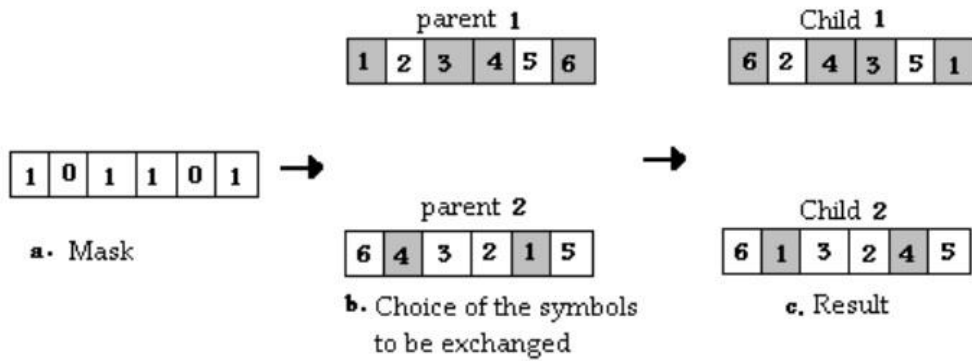 parent 1
1 2 3 4 5 6
Child 1
6 2 4 3 5 1
1 0 1 1 0 1
a. Mask
parent 2
6 4 3 2 1 5
b. Choice of the symbols
to be exchanged
Child 2
6 1 3 2 4 5
c. Result